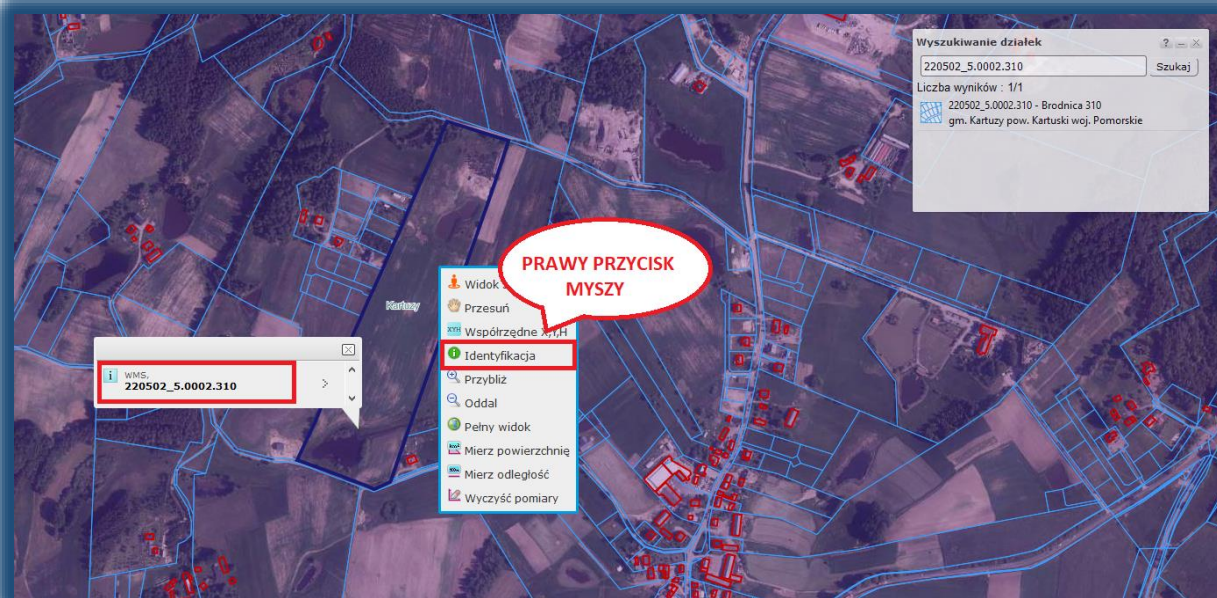 Wyszukiwanie działek
? – ×
220502_5.0002.310
Szukaj
Liczba wyników : 1/1
220502_5.0002.310 - Brodnica 310
gm. Kartuzy pow. Kartuski woj. Pomorskie
PRAWY PRZYCISK
MYSZY
Kartuzy
Widok
Przesuń
XYH Współrzędne X,Y,H
Identyfikacja
Przybliż
Oddal
Pełny widok
Mierz powierzchnię
Mierz odległość
Wyczyść pomiary
i WMS.
220502_5.0002.310